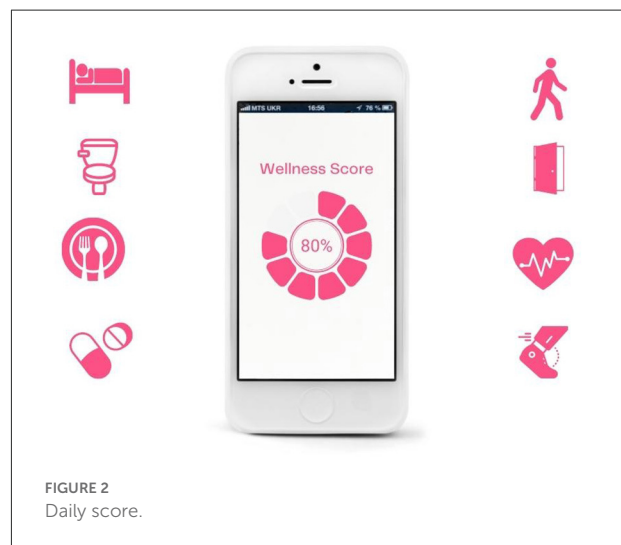 MTS UKR 16:56 76 %
Wellness Score
80%
FIGURE 2
Daily score.